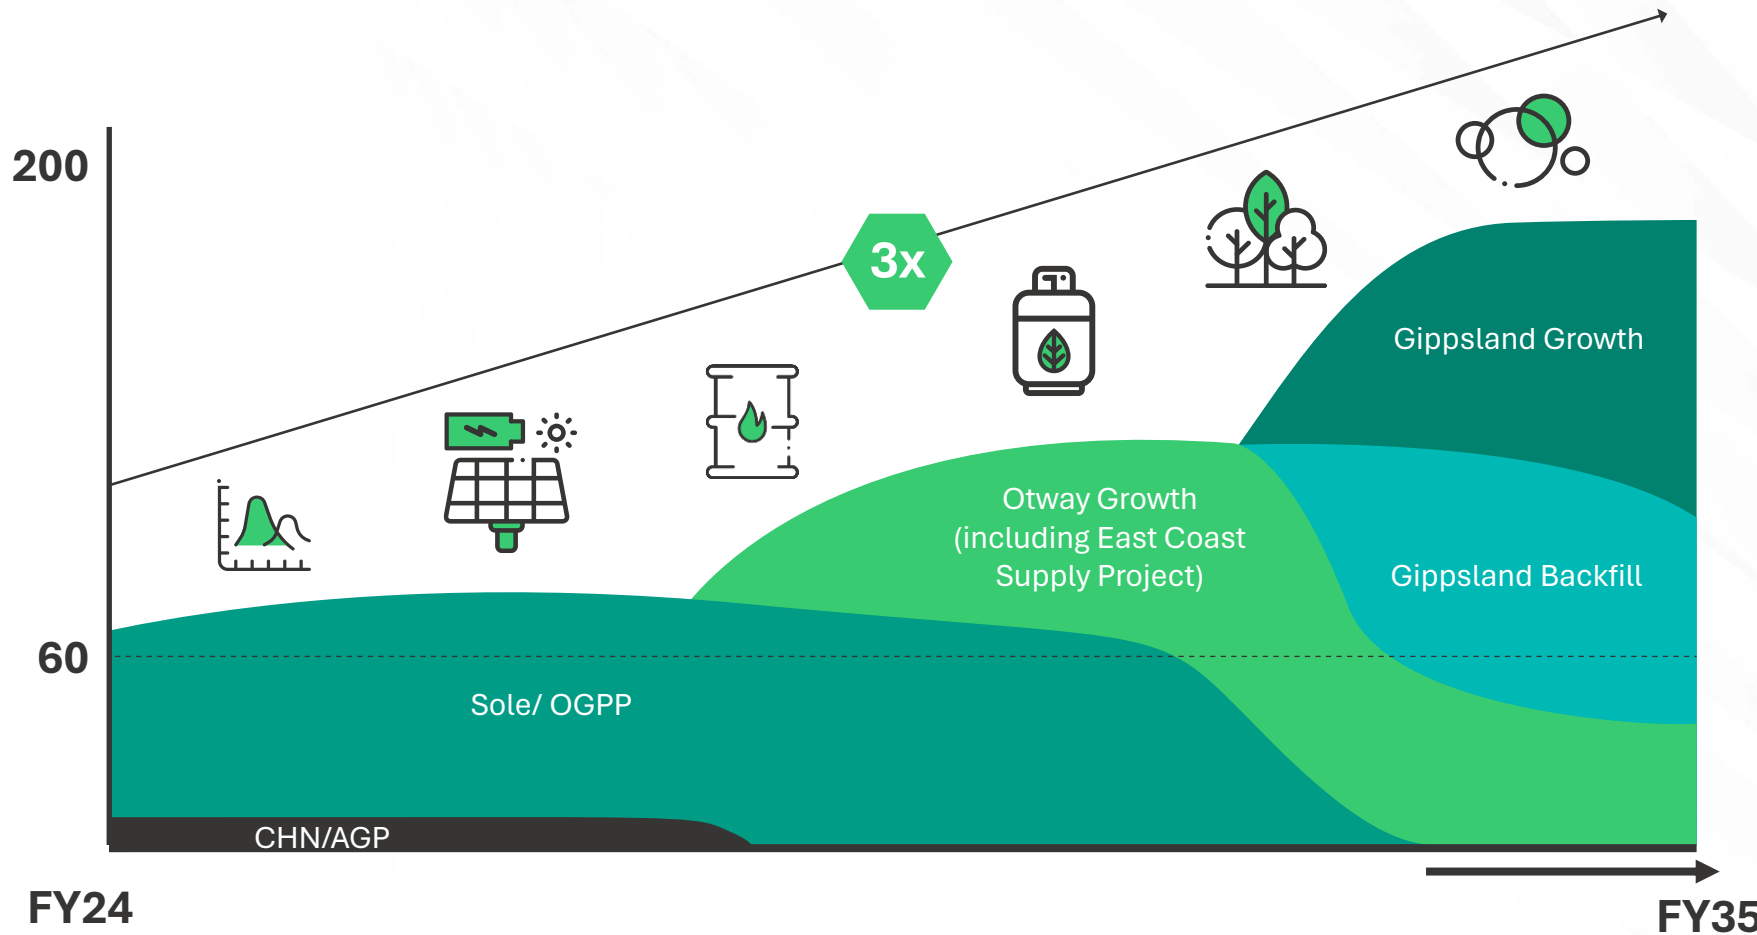 200
3x
Gippsland Growth
Otway Growth
(including East Coast
Supply Project)
Gippsland Backfill
60
Sole/ OGPP
CHN/AGP
FY24
FY35